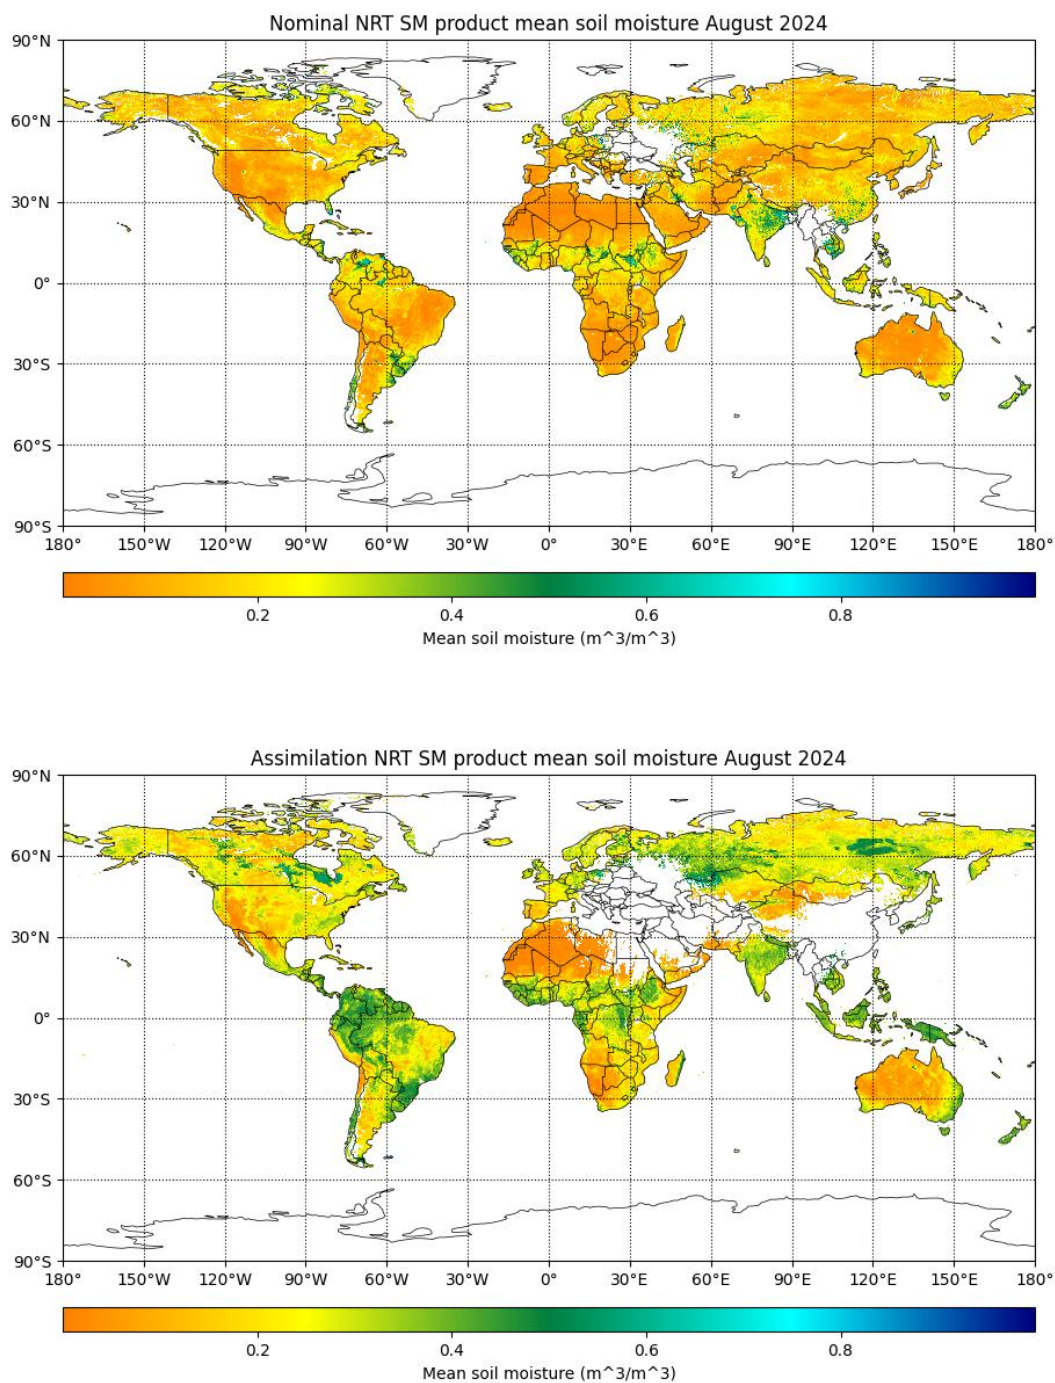 Nominal NRT SM product mean soil moisture August 2024
90°N
60°N
30°N
0°
30°S
60°S
90°S
180° 150°W 120°W 90°W 60°W 30°W 0° 30°E 60°E 90°E 120°E 150°E 180°
0.2 0.4 0.6 0.8
Mean soil moisture (m^3/m^3)
Assimilation NRT SM product mean soil moisture August 2024
90°N
60°N
30°N
0°
30°S
60°S
90°S
180° 150°W 120°W 90°W 60°W 30°W 0° 30°E 60°E 90°E 120°E 150°E 180°
0.2 0.4 0.6 0.8
Mean soil moisture (m^3/m^3)